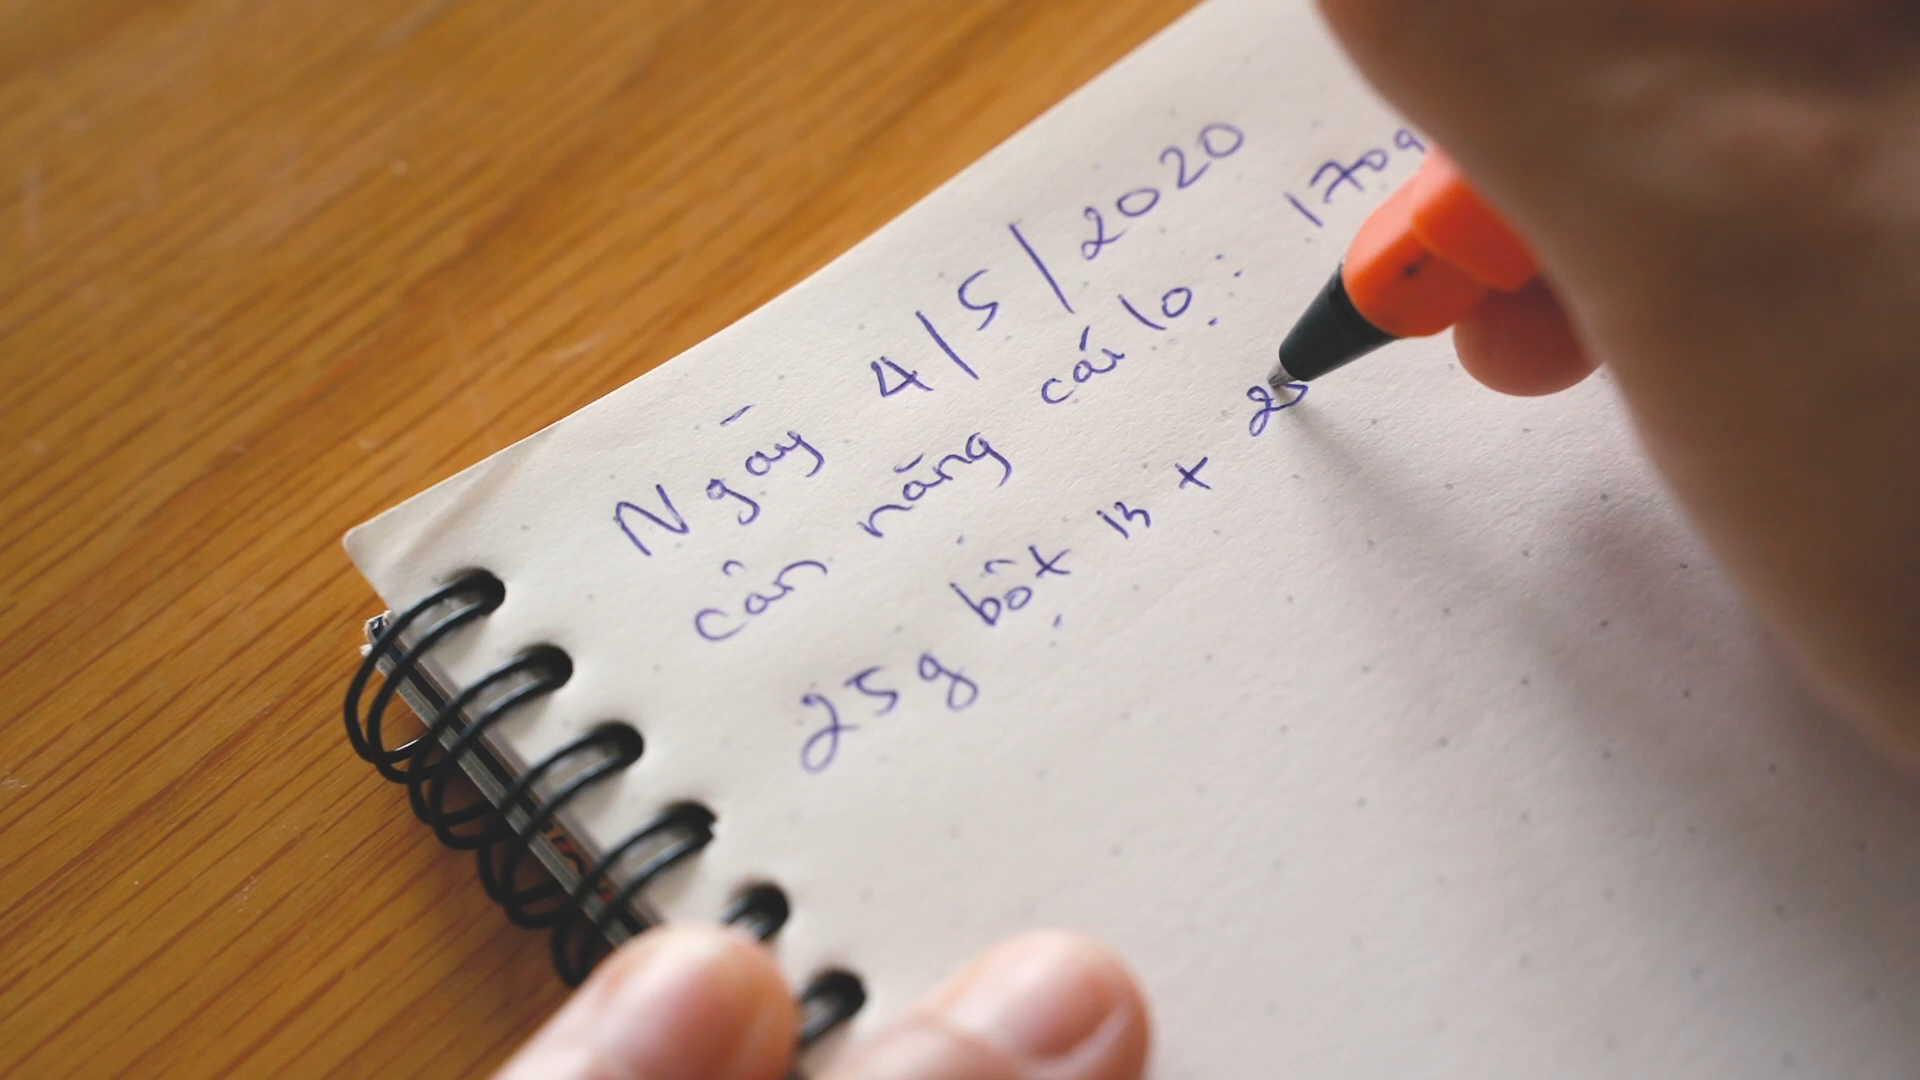 Ngày 4/5/2020
cân nặng cái lọ: 170g
25g bột 13 + 25